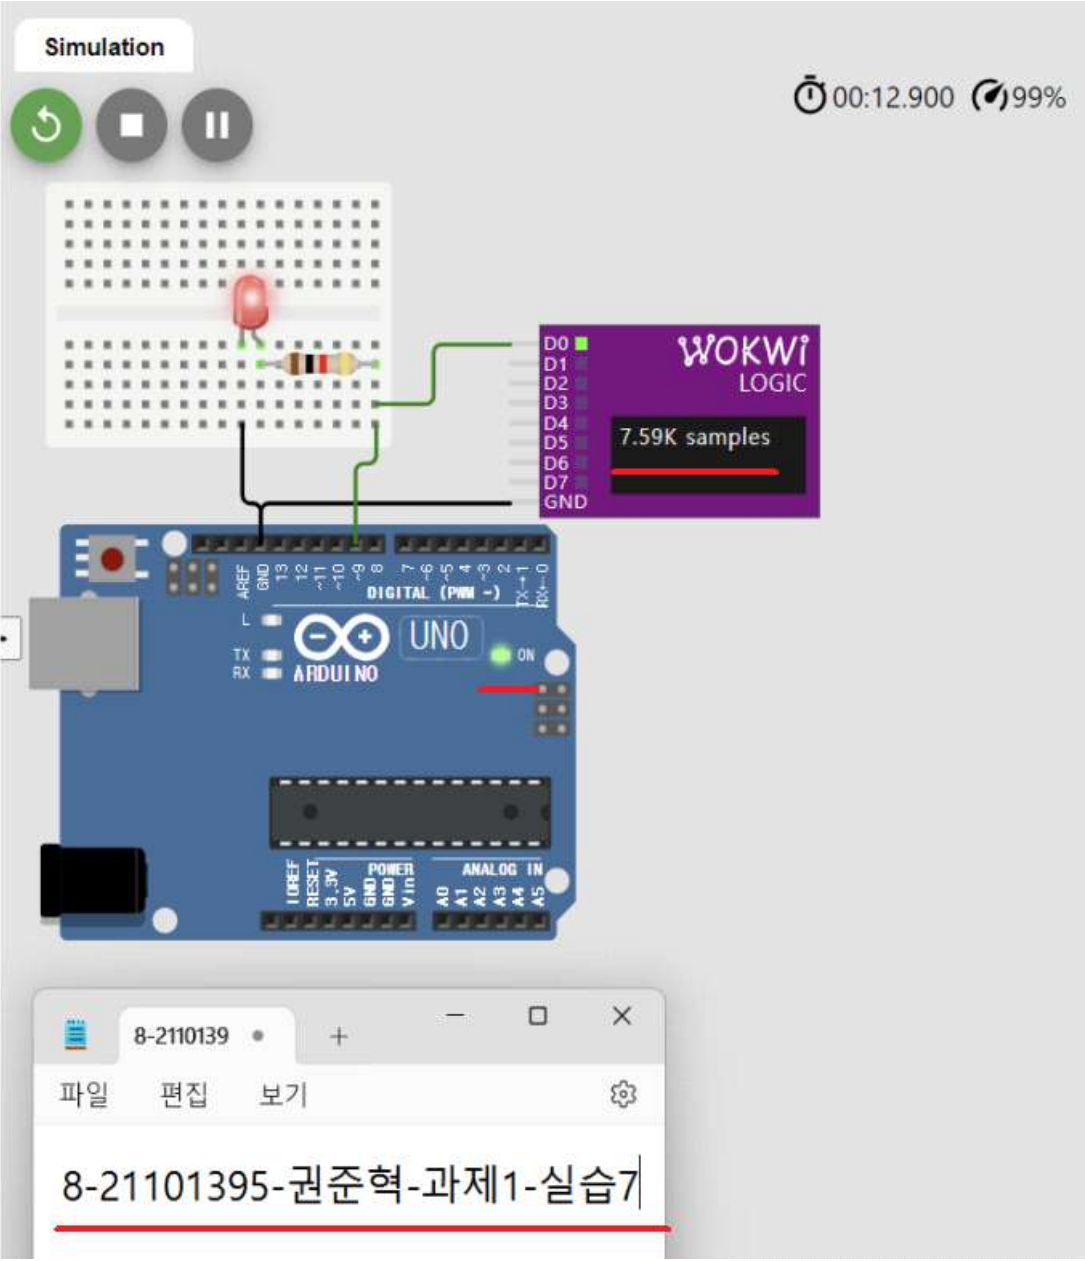 Simulation
00:12.900 99%
D0
D1
D2
D3
D4
D5
D6
D7
GND
WOKWi
LOGIC
7.59K samples
AREF
GND
13
12
~11
~10
~9
8
7
~6
~5
4
~3
2
TX→1
RX←0
DIGITAL (PWM ~)
L
TX
RX
UNO
ON
ARDUINO
IOREF
RESET
3.3V
5V
GND
GND
Vin
POWER
ANALOG IN
A0
A1
A2
A3
A4
A5
8-2110139
파일 편집 보기
8-21101395-권준혁-과제1-실습7